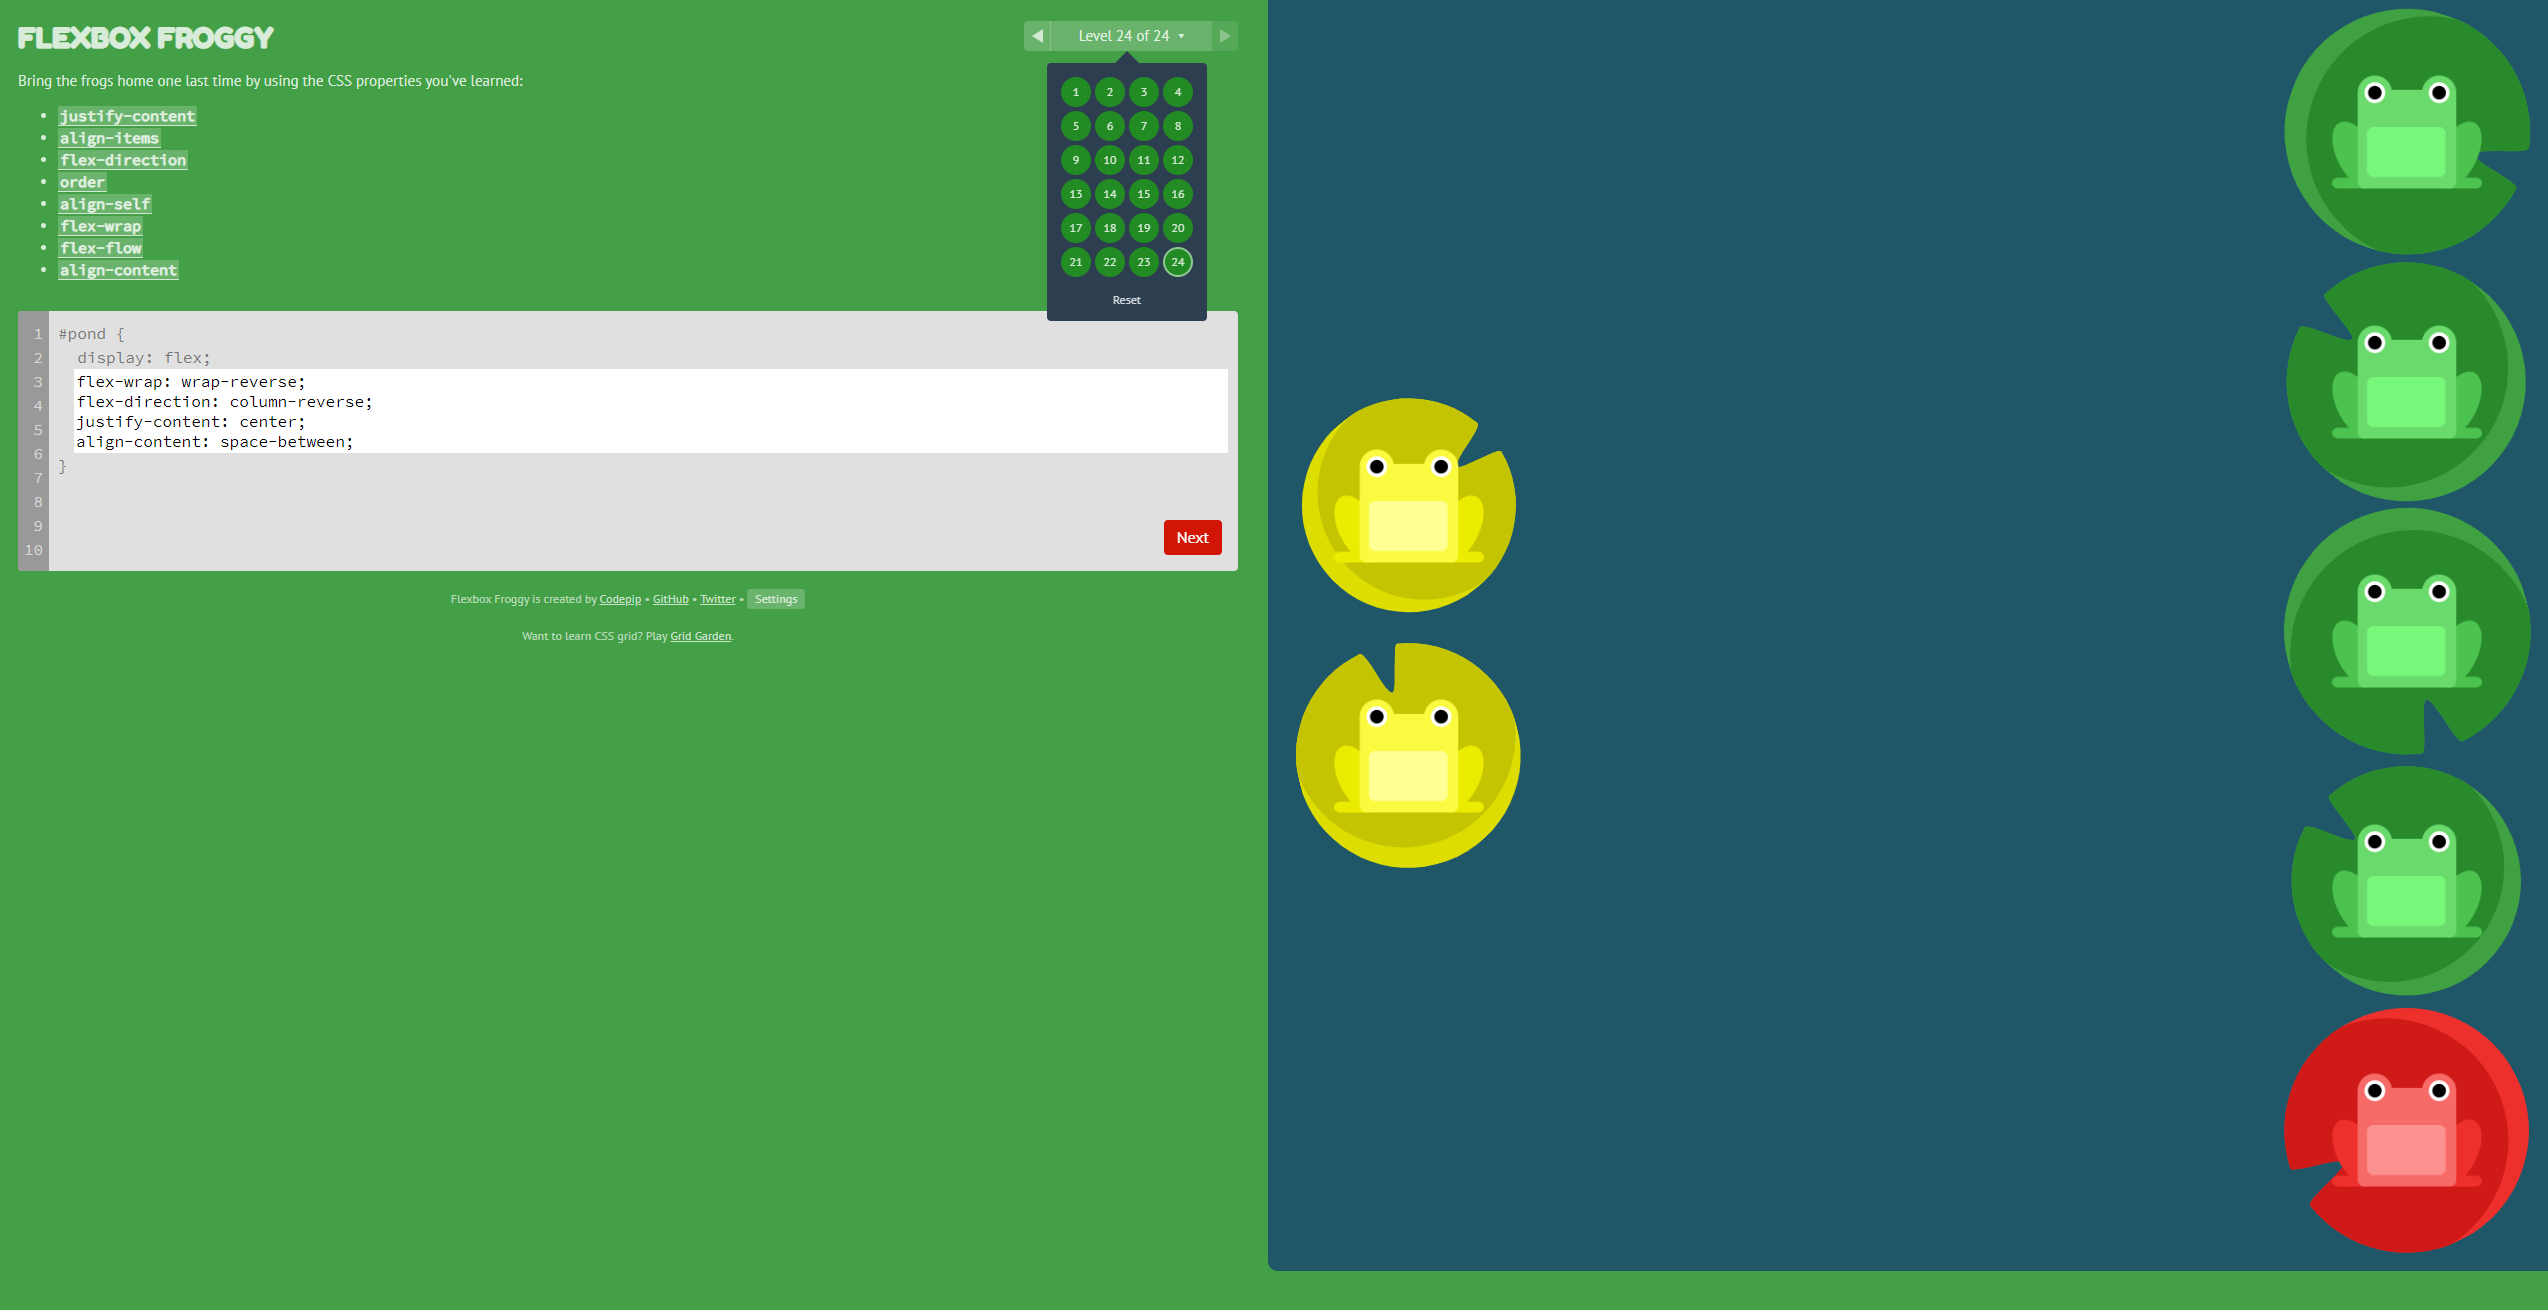 FLEXBOX FROGGY
Level 24 of 24
Bring the frogs home one last time by using the CSS properties you've learned:
justify-content
align-items
flex-direction
order
align-self
flex-wrap
flex-flow
align-content
1 2 3 4
5 6 7 8
9 10 11 12
13 14 15 16
17 18 19 20
21 22 23 24
Reset
1 #pond {
2 display: flex;
3 flex-wrap: wrap-reverse;
4 flex-direction: column-reverse;
5 justify-content: center;
6 align-content: space-between;
7 }
8
9
10
Next
Flexbox Froggy is created by Codepip • GitHub • Twitter • Settings
Want to learn CSS grid? Play Grid Garden.